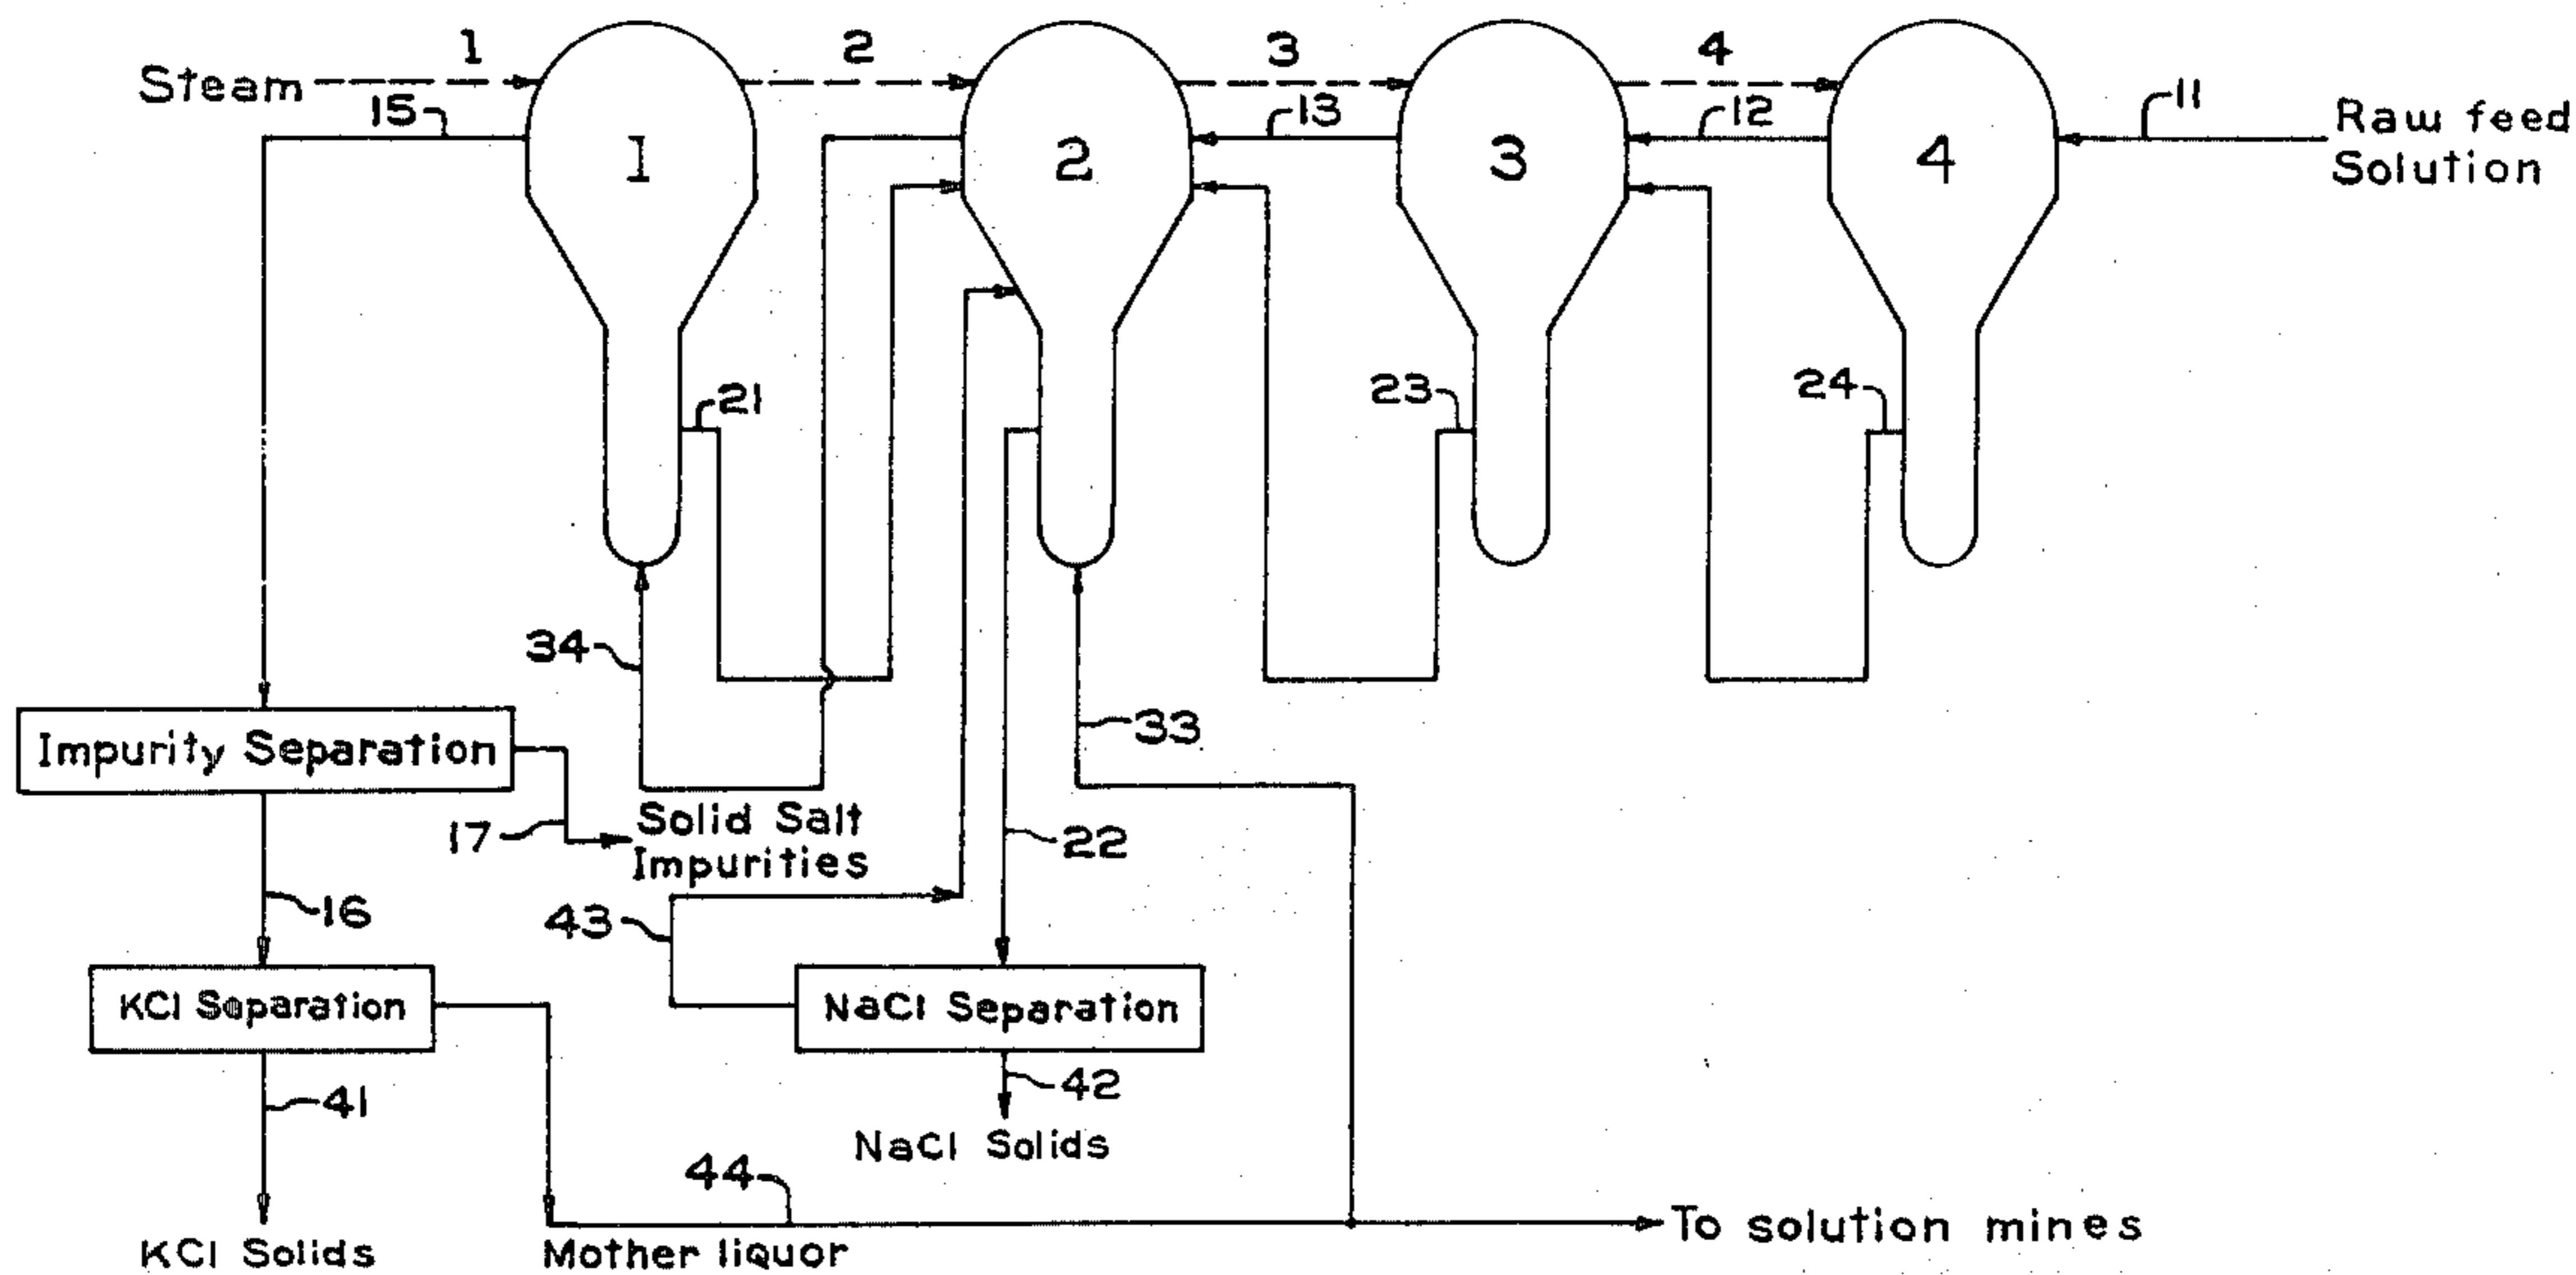 1
2
3
4
Steam
15
13
12
11
Raw feed
Solution
1
2
3
4
21
23
24
34
33
Impurity Separation
17
Solid Salt
Impurities
22
16
43
KCl Separation
NaCl Separation
41
42
NaCl Solids
44
KCl Solids
Mother liquor
To solution mines